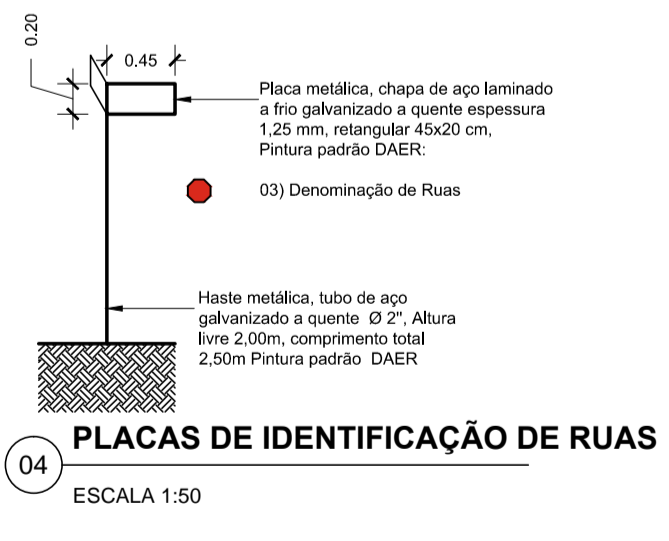 0.20
0.45
Placa metálica, chapa de aço laminado
a frio galvanizado a quente espessura
1,25 mm, retangular 45x20 cm,
Pintura padrão DAER:
03) Denominação de Ruas
Haste metálica, tubo de aço
galvanizado a quente Ø 2", Altura
livre 2,00m, comprimento total
2,50m Pintura padrão DAER
04
PLACAS DE IDENTIFICAÇÃO DE RUAS
ESCALA 1:50